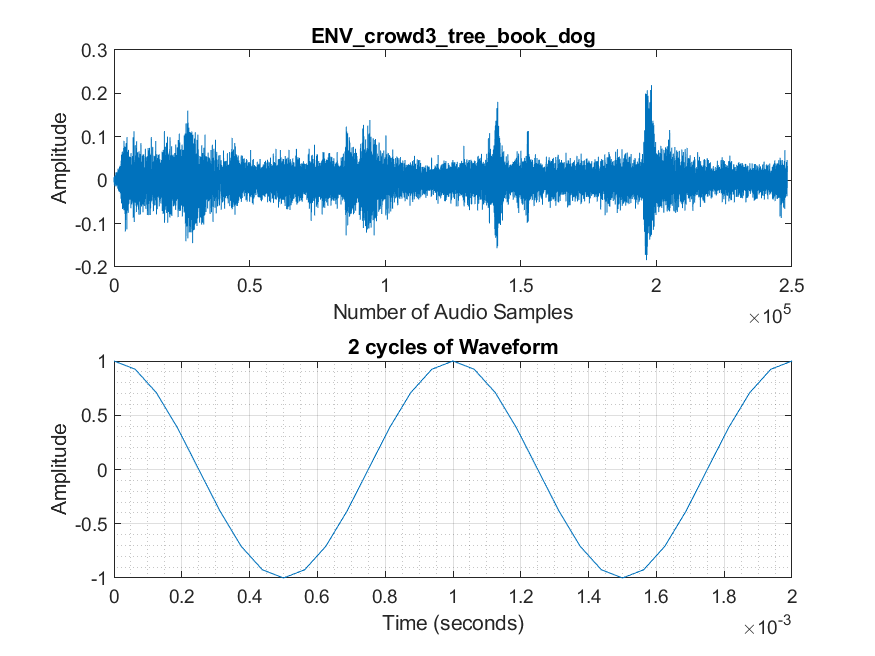 ENV_crowd3_tree_book_dog
0.3
0.2
0.1
0
-0.1
-0.2
Amplitude
0 0.5 1 1.5 2 2.5
Number of Audio Samples
×10^5
2 cycles of Waveform
1
0.5
0
-0.5
-1
Amplitude
0 0.2 0.4 0.6 0.8 1 1.2 1.4 1.6 1.8 2
Time (seconds)
×10^-3